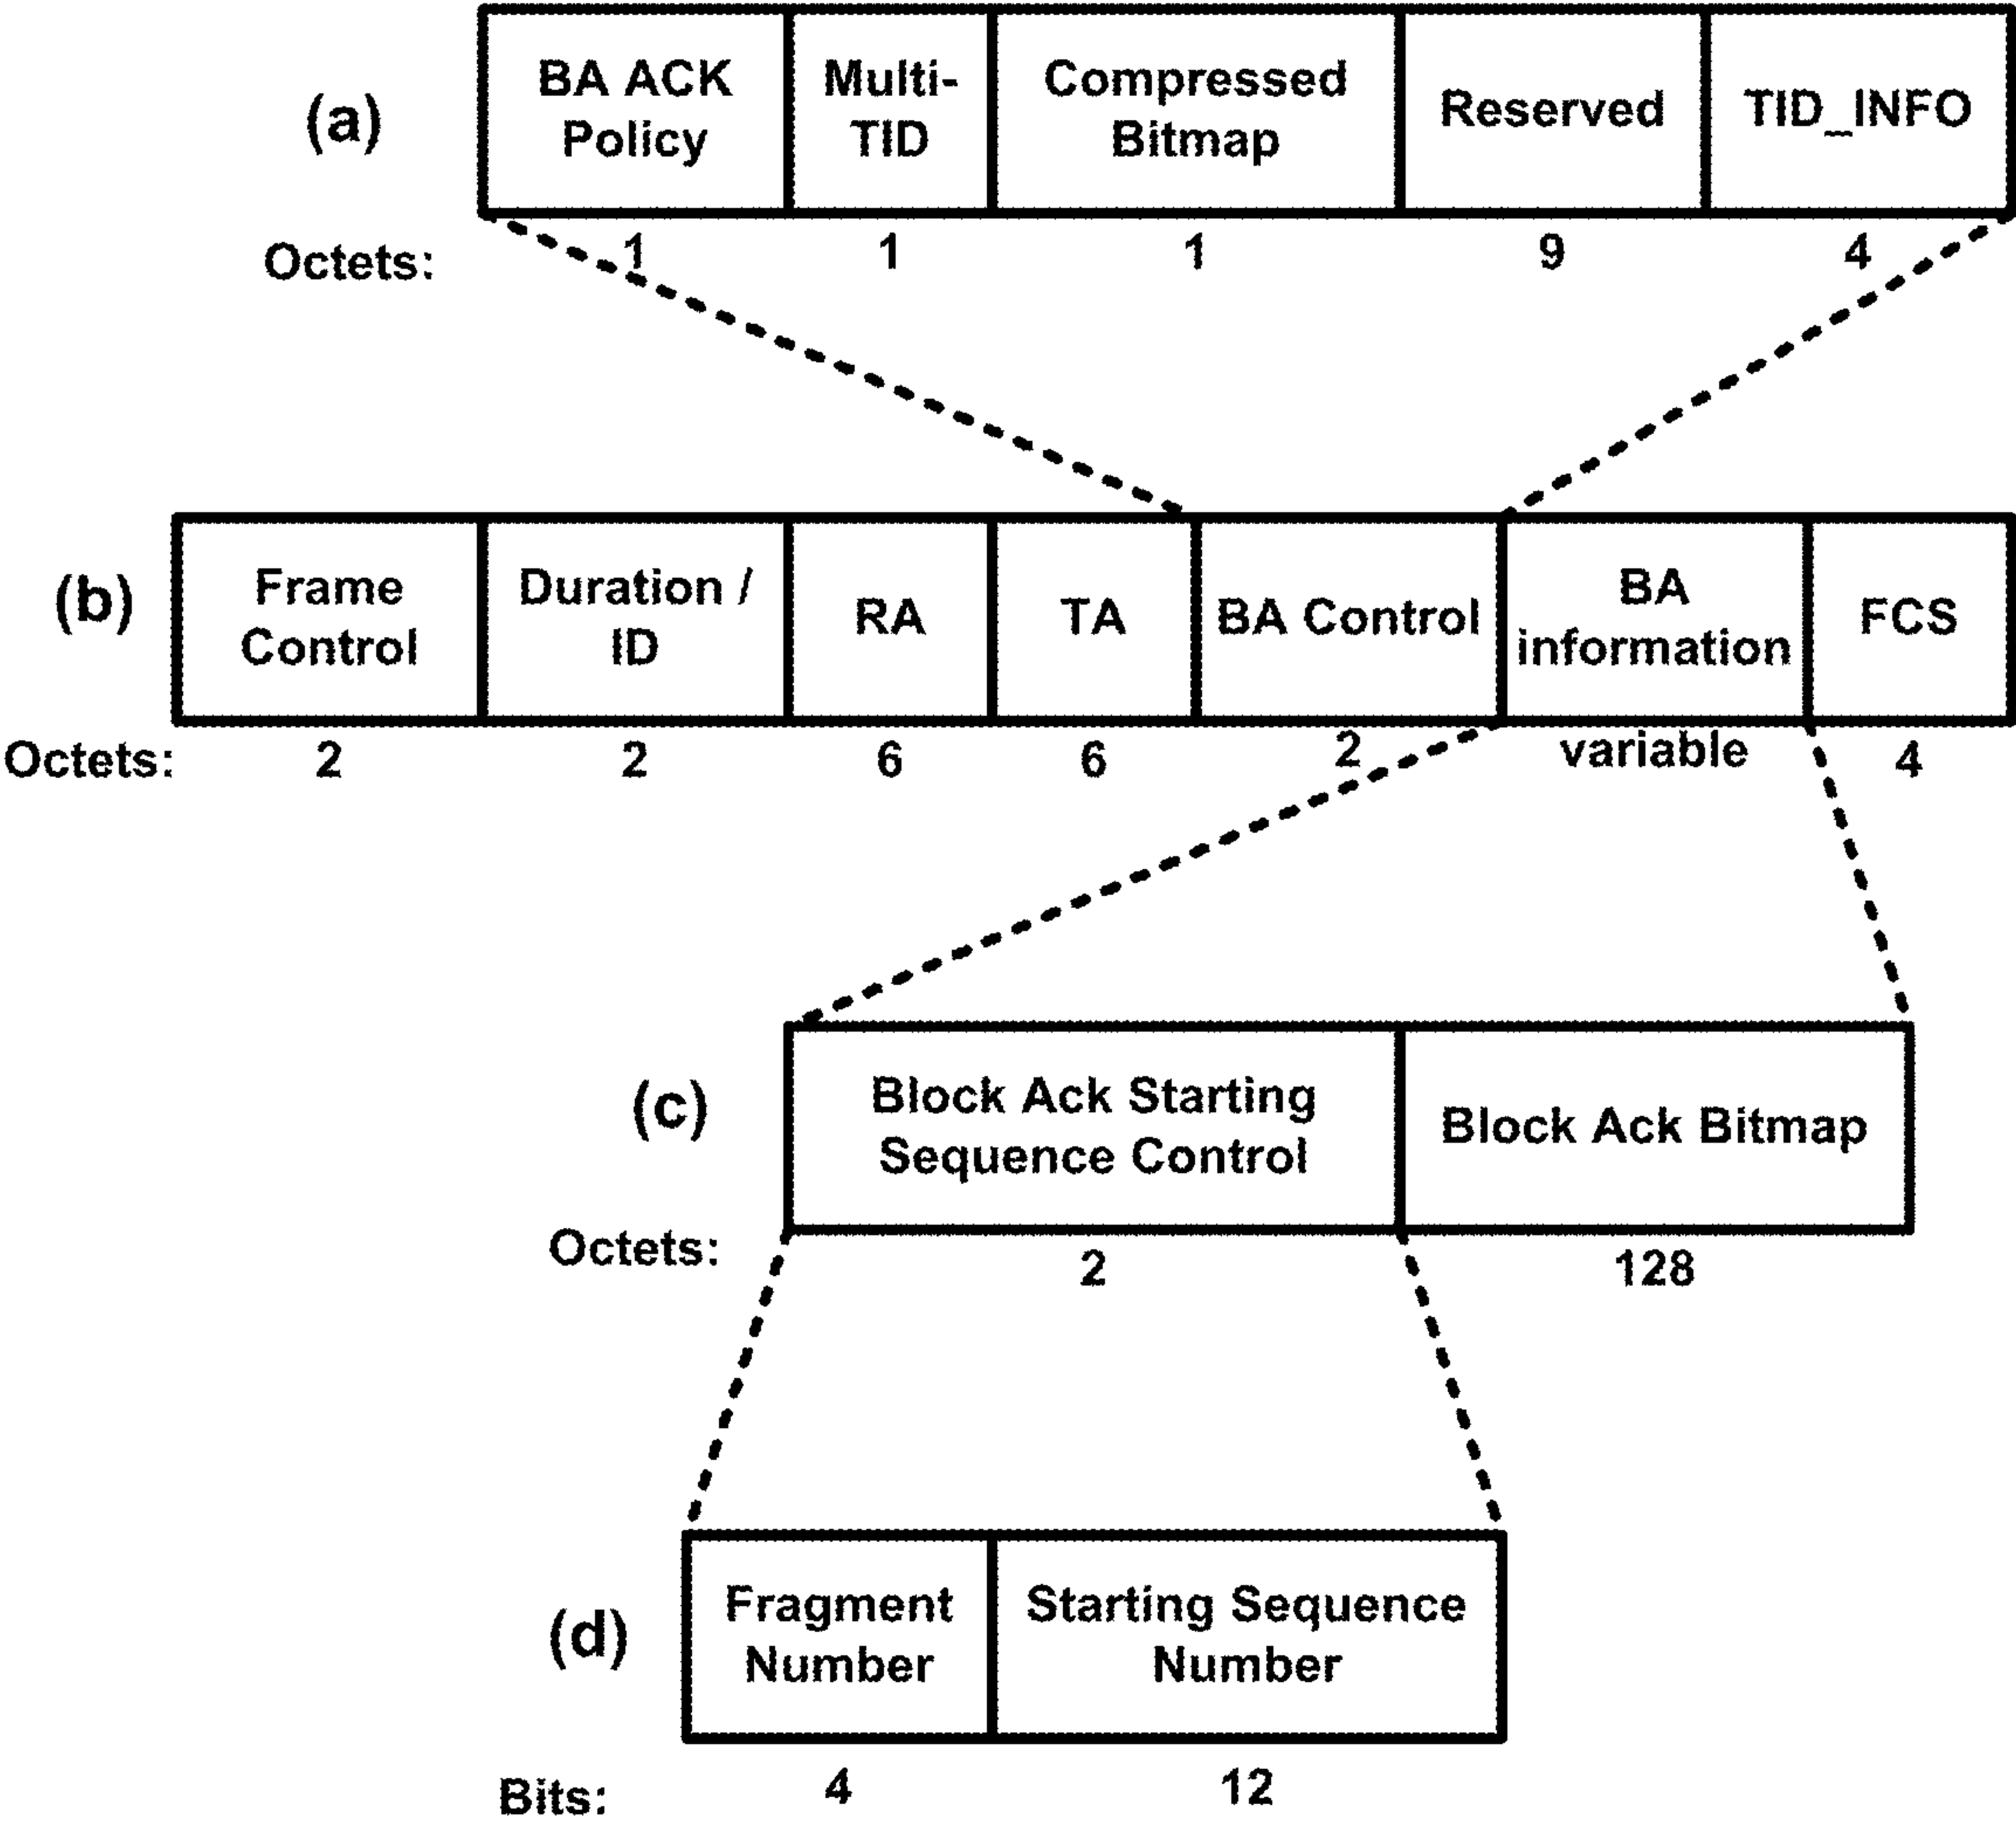 (a)
BA ACK
Policy
Multi-
TID
Compressed
Bitmap
Reserved
TID_INFO
Octets:
1
1
1
9
4
(b)
Frame
Control
Duration /
ID
RA
TA
BA Control
BA
information
FCS
Octets:
2
2
6
6
2
variable
4
(c)
Block Ack Starting
Sequence Control
Block Ack Bitmap
Octets:
2
128
(d)
Fragment
Number
Starting Sequence
Number
Bits:
4
12